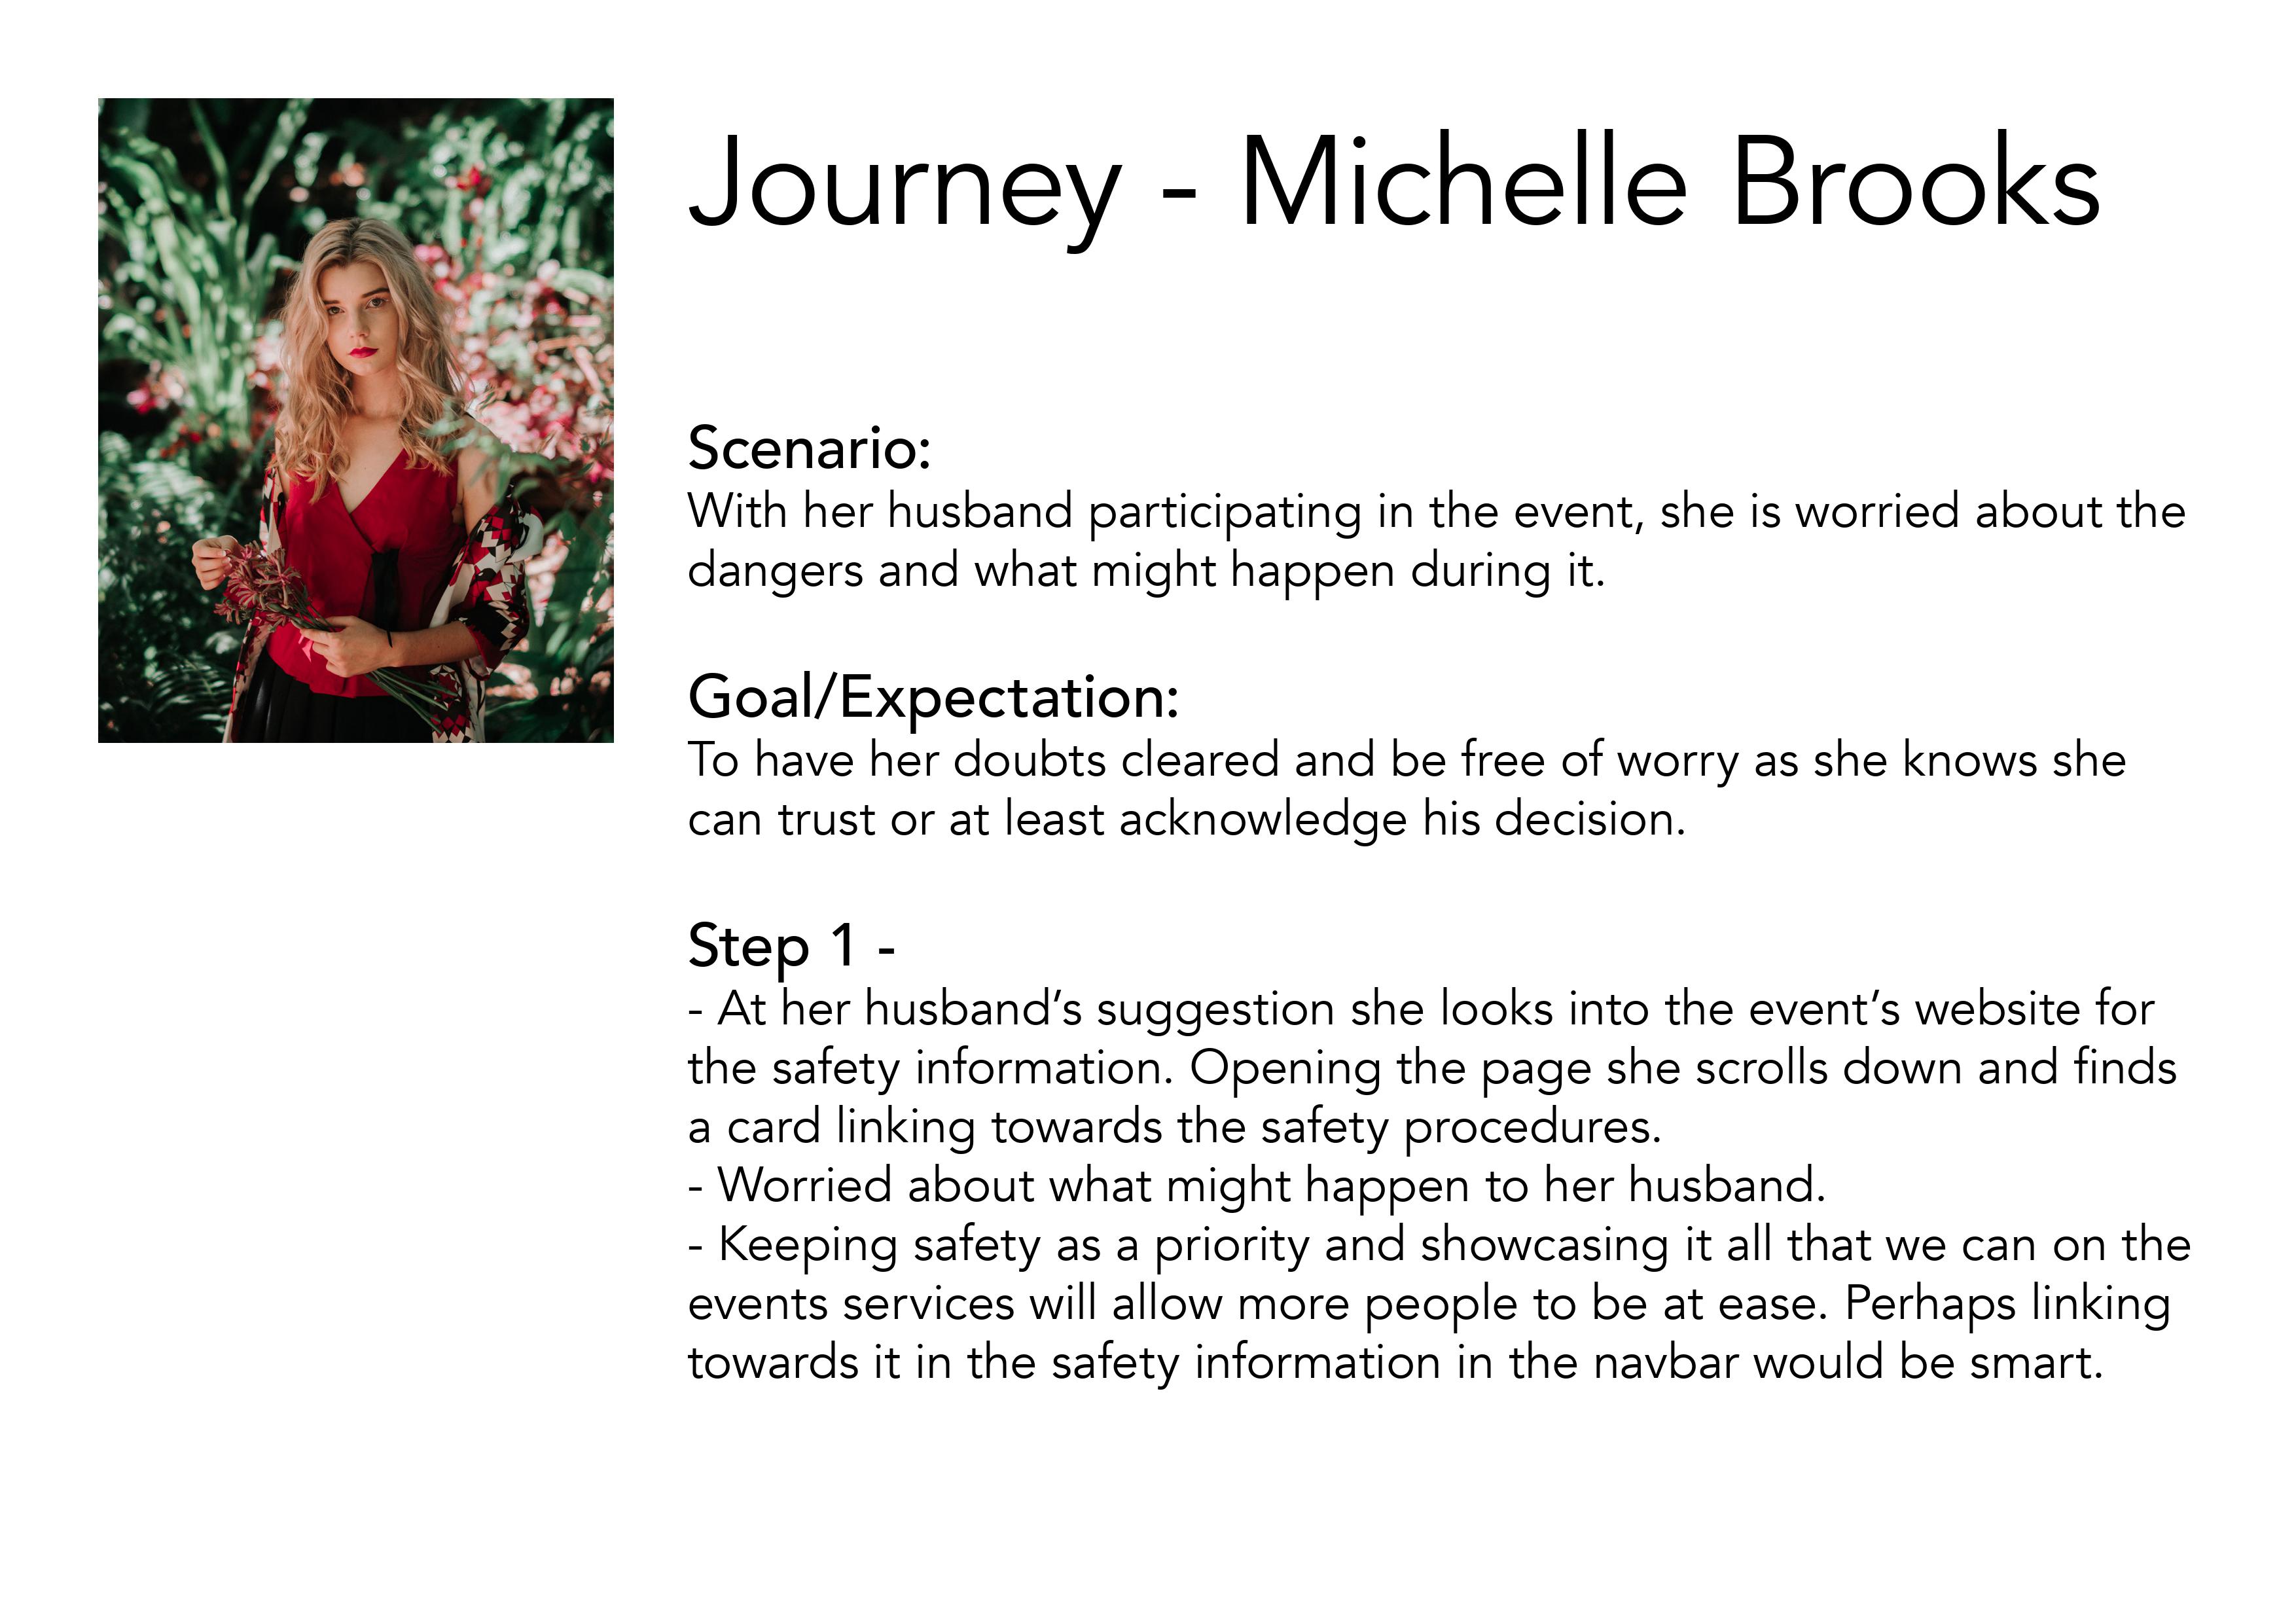 Journey - Michelle Brooks
Scenario:
With her husband participating in the event, she is worried about the
dangers and what might happen during it.
Goal/Expectation:
To have her doubts cleared and be free of worry as she knows she
can trust or at least acknowledge his decision.
Step 1 -
- At her husband’s suggestion she looks into the event’s website for
the safety information. Opening the page she scrolls down and finds
a card linking towards the safety procedures.
- Worried about what might happen to her husband.
- Keeping safety as a priority and showcasing it all that we can on the
events services will allow more people to be at ease. Perhaps linking
towards it in the safety information in the navbar would be smart.